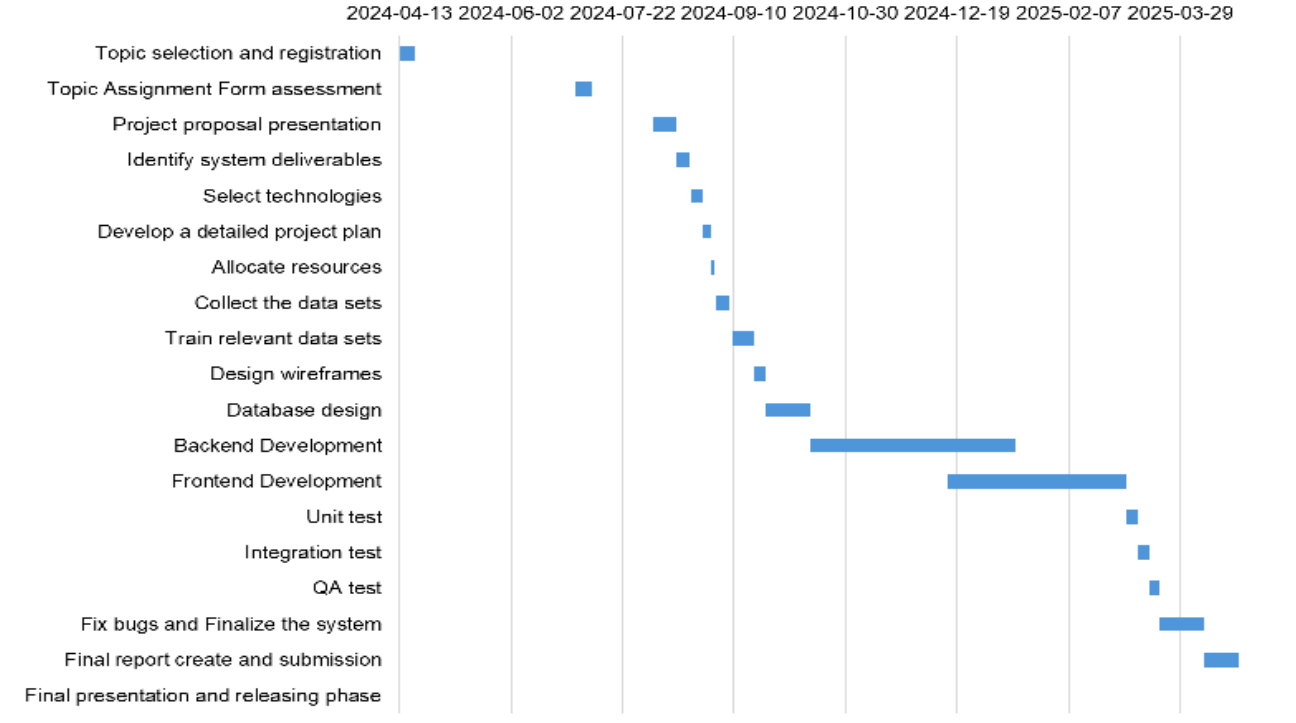 2024-04-13 2024-06-02 2024-07-22 2024-09-10 2024-10-30 2024-12-19 2025-02-07 2025-03-29
Topic selection and registration
Topic Assignment Form assessment
Project proposal presentation
Identify system deliverables
Select technologies
Develop a detailed project plan
Allocate resources
Collect the data sets
Train relevant data sets
Design wireframes
Database design
Backend Development
Frontend Development
Unit test
Integration test
QA test
Fix bugs and Finalize the system
Final report create and submission
Final presentation and releasing phase